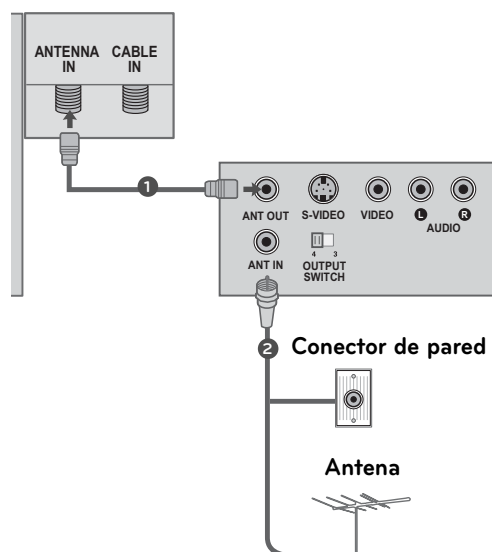 ANTENNA IN
CABLE IN
1
ANT OUT
S-VIDEO
VIDEO
L
R
AUDIO
ANT IN
4 3
OUTPUT
SWITCH
2
Conector de pared
Antena